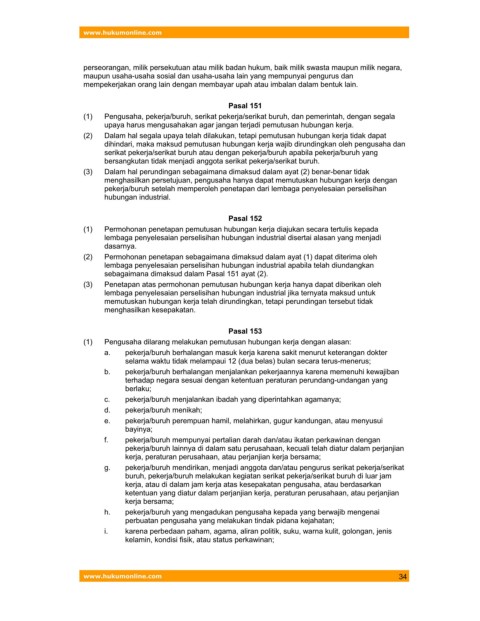 www.hukumonline.com
perseorangan, milik persekutuan atau milik badan hukum, baik milik swasta maupun milik negara,
maupun usaha-usaha sosial dan usaha-usaha lain yang mempunyai pengurus dan
mempekerjakan orang lain dengan membayar upah atau imbalan dalam bentuk lain.
Pasal 151
(1) Pengusaha, pekerja/buruh, serikat pekerja/serikat buruh, dan pemerintah, dengan segala
upaya harus mengusahakan agar jangan terjadi pemutusan hubungan kerja.
(2) Dalam hal segala upaya telah dilakukan, tetapi pemutusan hubungan kerja tidak dapat
dihindari, maka maksud pemutusan hubungan kerja wajib dirundingkan oleh pengusaha dan
serikat pekerja/serikat buruh atau dengan pekerja/buruh apabila pekerja/buruh yang
bersangkutan tidak menjadi anggota serikat pekerja/serikat buruh.
(3) Dalam hal perundingan sebagaimana dimaksud dalam ayat (2) benar-benar tidak
menghasilkan persetujuan, pengusaha hanya dapat memutuskan hubungan kerja dengan
pekerja/buruh setelah memperoleh penetapan dari lembaga penyelesaian perselisihan
hubungan industrial.
Pasal 152
(1) Permohonan penetapan pemutusan hubungan kerja diajukan secara tertulis kepada
lembaga penyelesaian perselisihan hubungan industrial disertai alasan yang menjadi
dasarnya.
(2) Permohonan penetapan sebagaimana dimaksud dalam ayat (1) dapat diterima oleh
lembaga penyelesaian perselisihan hubungan industrial apabila telah diundangkan
sebagaimana dimaksud dalam Pasal 151 ayat (2).
(3) Penetapan atas permohonan pemutusan hubungan kerja hanya dapat diberikan oleh
lembaga penyelesaian perselisihan hubungan industrial jika ternyata maksud untuk
memutuskan hubungan kerja telah dirundingkan, tetapi perundingan tersebut tidak
menghasilkan kesepakatan.
Pasal 153
(1) Pengusaha dilarang melakukan pemutusan hubungan kerja dengan alasan:
a. pekerja/buruh berhalangan masuk kerja karena sakit menurut keterangan dokter
selama waktu tidak melampaui 12 (dua belas) bulan secara terus-menerus;
b. pekerja/buruh berhalangan menjalankan pekerjaannya karena memenuhi kewajiban
terhadap negara sesuai dengan ketentuan peraturan perundang-undangan yang
berlaku;
c. pekerja/buruh menjalankan ibadah yang diperintahkan agamanya;
d. pekerja/buruh menikah;
e. pekerja/buruh perempuan hamil, melahirkan, gugur kandungan, atau menyusui
bayinya;
f. pekerja/buruh mempunyai pertalian darah dan/atau ikatan perkawinan dengan
pekerja/buruh lainnya di dalam satu perusahaan, kecuali telah diatur dalam perjanjian
kerja, peraturan perusahaan, atau perjanjian kerja bersama;
g. pekerja/buruh mendirikan, menjadi anggota dan/atau pengurus serikat pekerja/serikat
buruh, pekerja/buruh melakukan kegiatan serikat pekerja/serikat buruh di luar jam
kerja, atau di dalam jam kerja atas kesepakatan pengusaha, atau berdasarkan
ketentuan yang diatur dalam perjanjian kerja, peraturan perusahaan, atau perjanjian
kerja bersama;
h. pekerja/buruh yang mengadukan pengusaha kepada yang berwajib mengenai
perbuatan pengusaha yang melakukan tindak pidana kejahatan;
i. karena perbedaan paham, agama, aliran politik, suku, warna kulit, golongan, jenis
kelamin, kondisi fisik, atau status perkawinan;
www.hukumonline.com 34